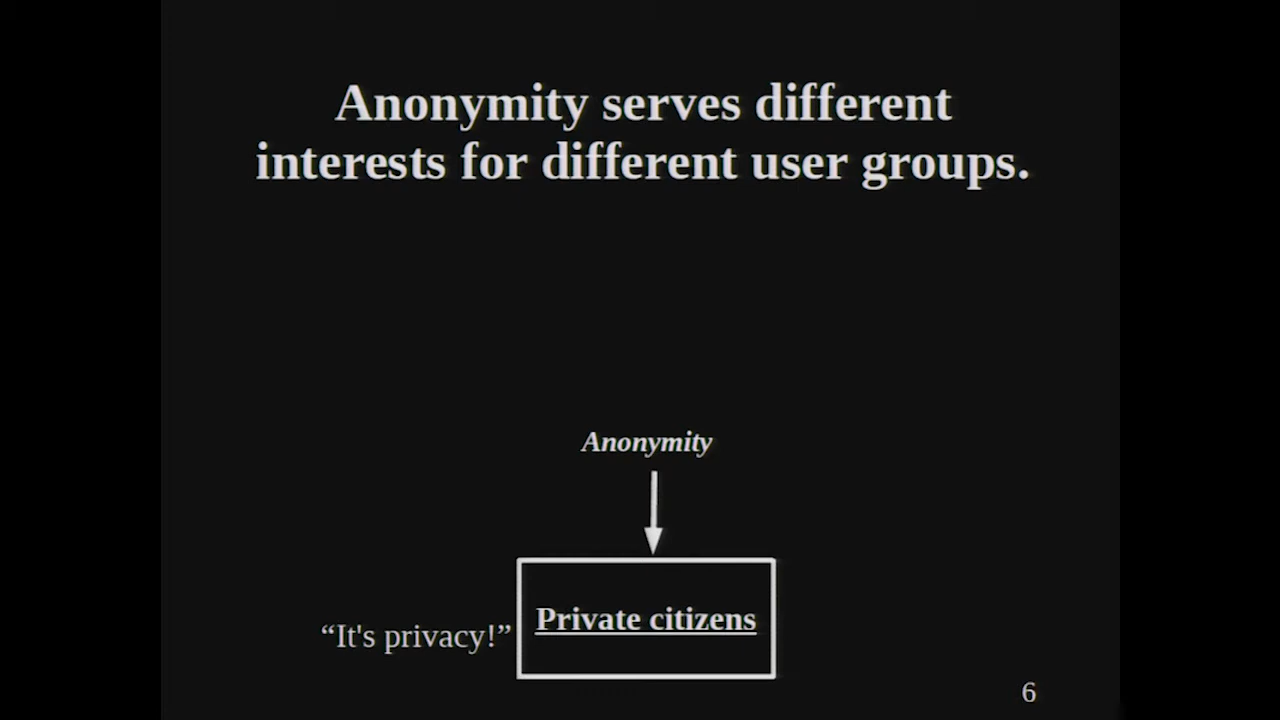 Anonymity serves different
interests for different user groups.
Anonymity
Private citizens
“It's privacy!”
6